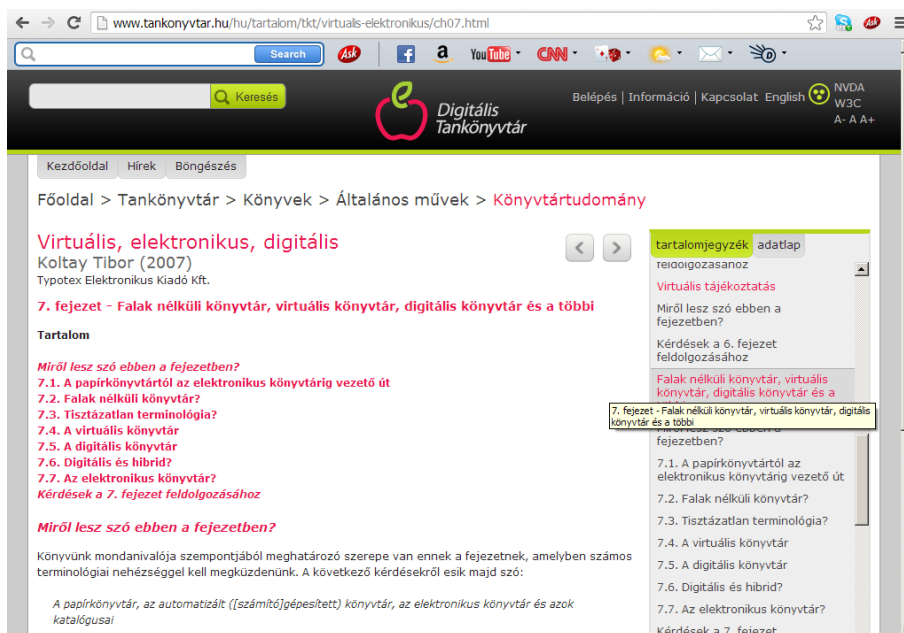 www.tankonyvtar.hu/hu/tartalom/tkt/virtualis-elektronikus/ch07.html
Search
Ask
f
a
YouTube
CNN
Keresés
Digitális
Tankönyvtár
Belépés | Információ | Kapcsolat English
NVDA
W3C
A- A A+
Kezdőoldal Hírek Böngészés
Főoldal > Tankönyvtár > Könyvek > Általános művek > Könyvtártudomány
Virtuális, elektronikus, digitális
Koltay Tibor (2007)
Typotex Elektronikus Kiadó Kft.
7. fejezet - Falak nélküli könyvtár, virtuális könyvtár, digitális könyvtár és a többi
Tartalom
Miről lesz szó ebben a fejezetben?
7.1. A papírkönyvtártól az elektronikus könyvtárig vezető út
7.2. Falak nélküli könyvtár?
7.3. Tisztázatlan terminológia?
7.4. A virtuális könyvtár
7.5. A digitális könyvtár
7.6. Digitális és hibrid?
7.7. Az elektronikus könyvtár?
Kérdések a 7. fejezet feldolgozásához
Miről lesz szó ebben a fejezetben?
Könyvünk mondanivalója szempontjából meghatározó szerepe van ennek a fejezetnek, amelyben számos
terminológiai nehézséggel kell megküzdenünk. A következő kérdésekről esik majd szó:
A papírkönyvtár, az automatizált ([számító]gépesített) könyvtár, az elektronikus könyvtár és azok
katalógusai
tartalomjegyzék adatlap
feldolgozásához
Virtuális tájékoztatás
Miről lesz szó ebben a
fejezetben?
Kérdések a 6. fejezet
feldolgozásához
Falak nélküli könyvtár, virtuális
könyvtár, digitális könyvtár és a
7. fejezet - Falak nélküli könyvtár, virtuális könyvtár, digitális
könyvtár és a többi
Miről lesz szó ebben a
fejezetben?
7.1. A papírkönyvtártól az
elektronikus könyvtárig vezető út
7.2. Falak nélküli könyvtár?
7.3. Tisztázatlan terminológia?
7.4. A virtuális könyvtár
7.5. A digitális könyvtár
7.6. Digitális és hibrid?
7.7. Az elektronikus könyvtár?
Kérdések a 7. fejezet